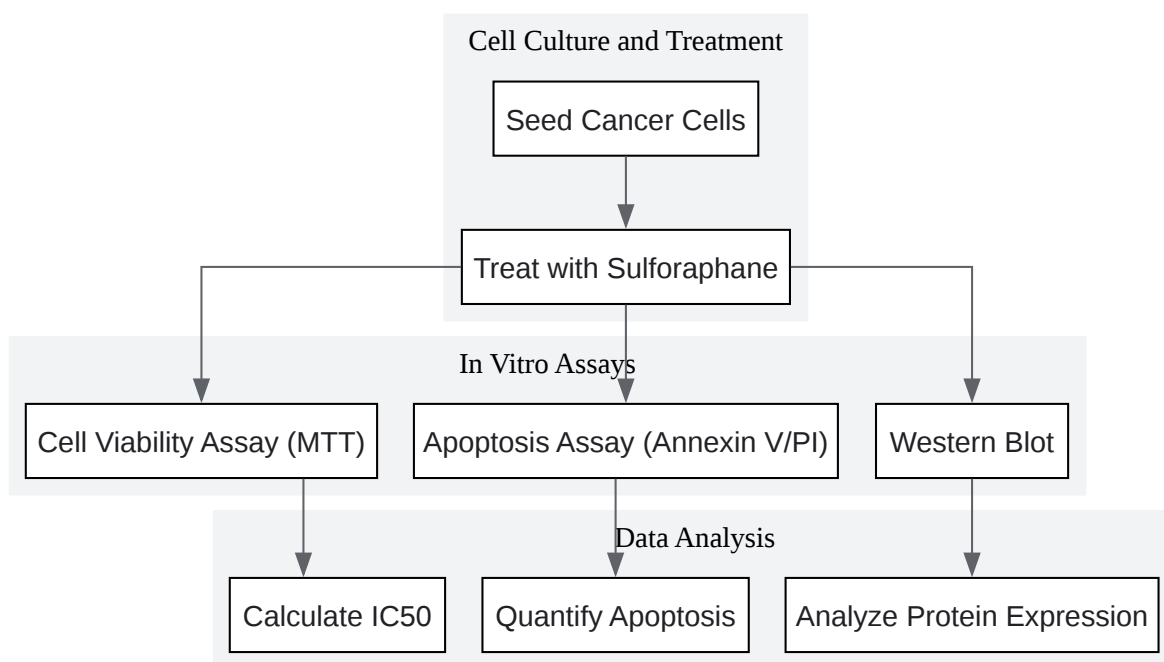 Cell Culture and Treatment
Seed Cancer Cells
Treat with Sulforaphane
In Vitro Assays
Cell Viability Assay (MTT)
Apoptosis Assay (Annexin V/PI)
Western Blot
Data Analysis
Calculate IC50
Quantify Apoptosis
Analyze Protein Expression